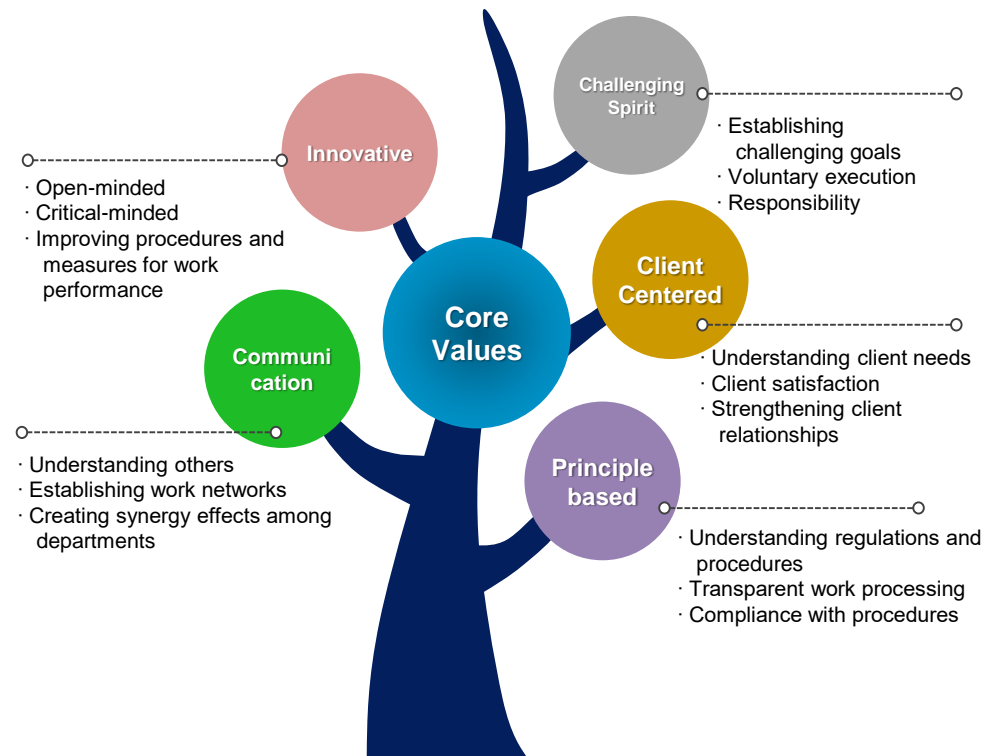 Challenging
Spirit
· Establishing
challenging goals
· Voluntary execution
· Responsibility
Innovative
· Open-minded
· Critical-minded
· Improving procedures and
measures for work
performance
Core
Values
Client
Centered
· Understanding client needs
· Client satisfaction
· Strengthening client
relationships
Communi
cation
· Understanding others
· Establishing work networks
· Creating synergy effects among
departments
Principle
based
· Understanding regulations and
procedures
· Transparent work processing
· Compliance with procedures